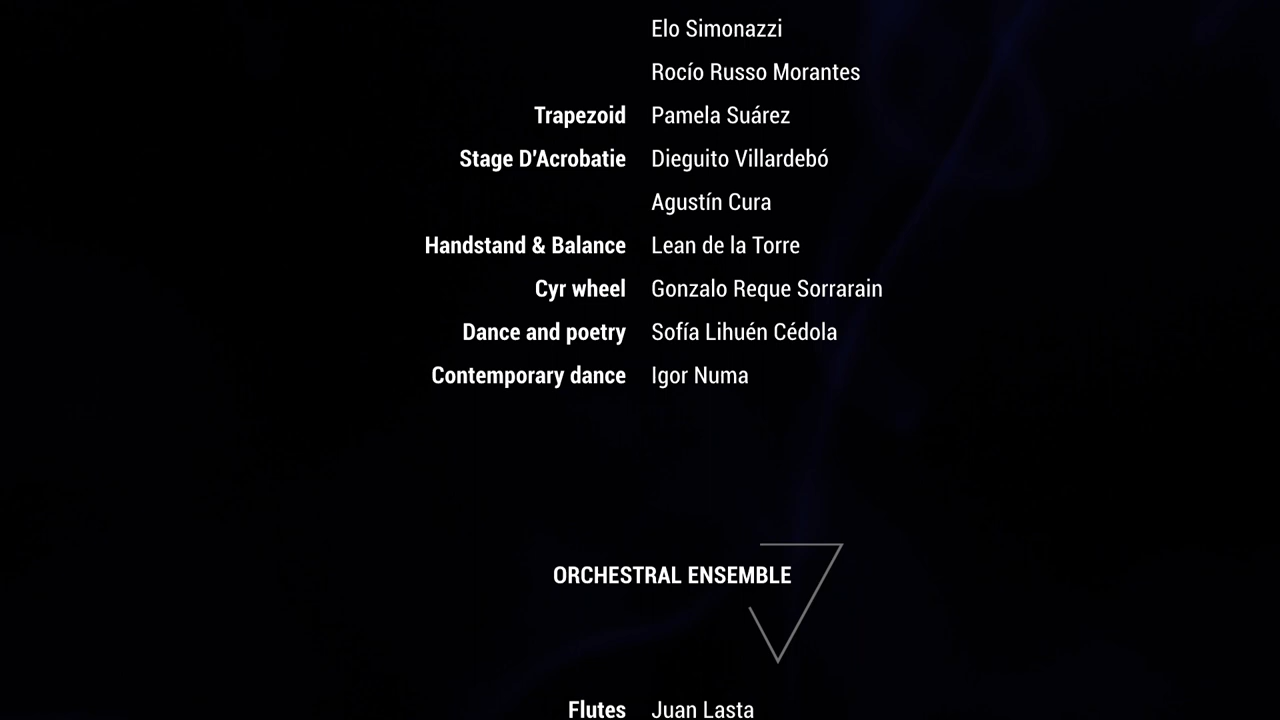 Elo Simonazzi
Rocío Russo Morantes
Trapezoid Pamela Suárez
Stage D'Acrobatie Dieguito Villardebó
Agustín Cura
Handstand & Balance Lean de la Torre
Cyr wheel Gonzalo Reque Sorrarain
Dance and poetry Sofía Lihuén Cédola
Contemporary dance Igor Numa
ORCHESTRAL ENSEMBLE
Flutes Juan Lasta